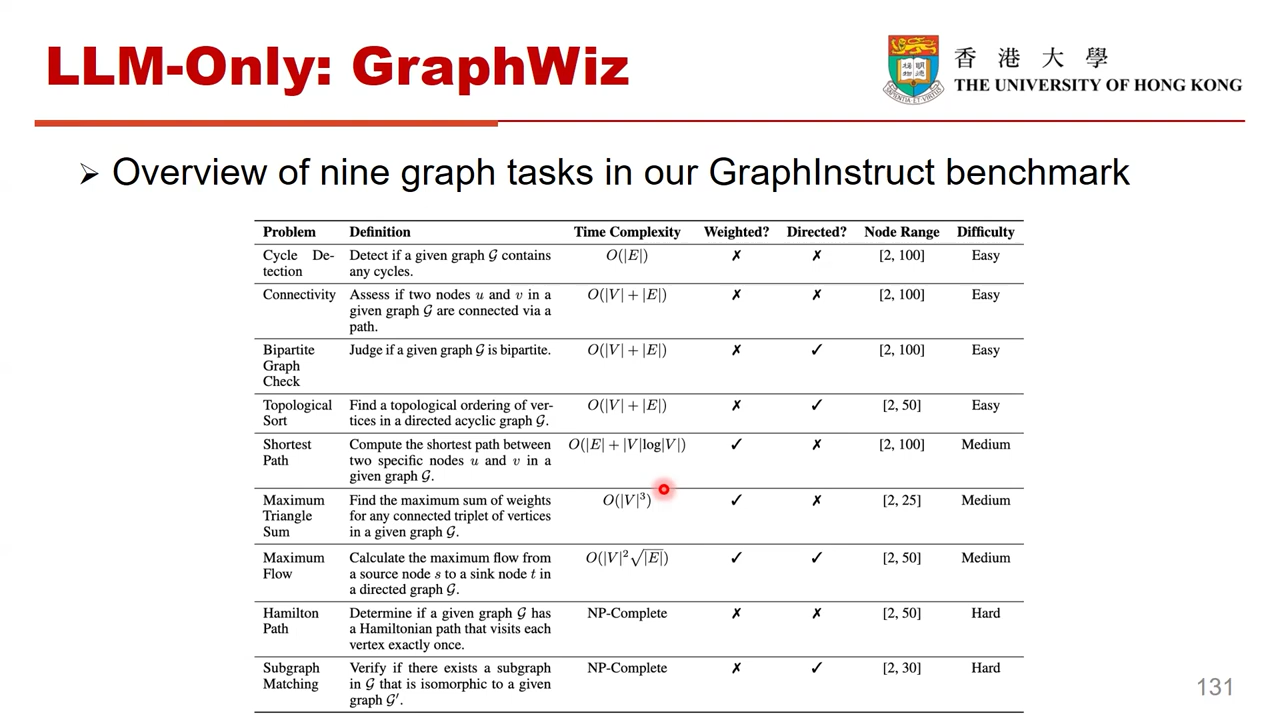 LLM-Only: GraphWiz
香港大學
THE UNIVERSITY OF HONG KONG
➢ Overview of nine graph tasks in our GraphInstruct benchmark
Problem Definition Time Complexity Weighted? Directed? Node Range Difficulty
Cycle De- Detect if a given graph 𝒢 contains O(|E|) ✗ ✗ [2, 100] Easy
tection any cycles.
Connectivity Assess if two nodes u and v in a O(|V| + |E|) ✗ ✗ [2, 100] Easy
given graph 𝒢 are connected via a
path.
Bipartite Judge if a given graph 𝒢 is bipartite. O(|V| + |E|) ✗ ✓ [2, 100] Easy
Graph
Check
Topological Find a topological ordering of ver- O(|V| + |E|) ✗ ✓ [2, 50] Easy
Sort tices in a directed acyclic graph 𝒢.
Shortest Compute the shortest path between O(|E| + |V|log|V|) ✓ ✗ [2, 100] Medium
Path two specific nodes u and v in a
given graph 𝒢.
Maximum Find the maximum sum of weights O(|V|³) ✓ ✗ [2, 25] Medium
Triangle for any connected triplet of vertices
Sum in a given graph 𝒢.
Maximum Calculate the maximum flow from O(|V|²√|E|) ✓ ✓ [2, 50] Medium
Flow a source node s to a sink node t in
a directed graph 𝒢.
Hamilton Determine if a given graph 𝒢 has NP-Complete ✗ ✗ [2, 50] Hard
Path a Hamiltonian path that visits each
vertex exactly once.
Subgraph Verify if there exists a subgraph NP-Complete ✗ ✓ [2, 30] Hard
Matching in 𝒢 that is isomorphic to a given
graph 𝒢′.
131